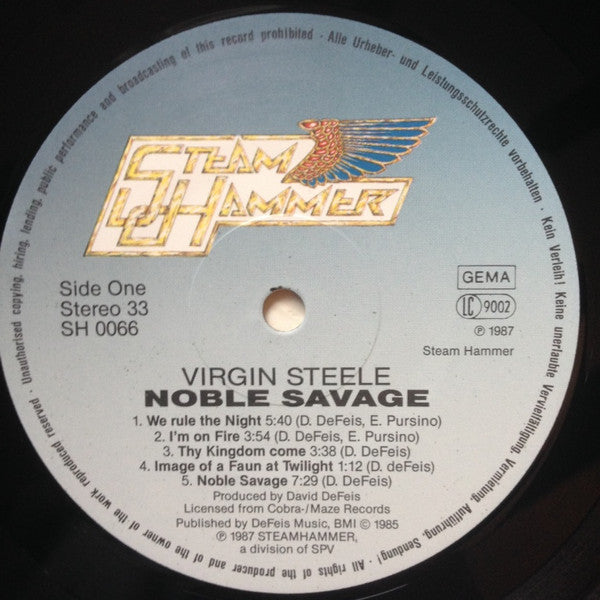 Unauthorised copying, hiring, lending, public performance and broadcasting of this record prohibited · Alle Urheber- und Leistungsschutzrechte vorbehalten · Kein Verleih! Keine unerlaubte Vervielfältigung, Vermietung, Aufführung, Sendung! · All rights of the producer and of the owner of the work reproduced reserved ·
STEAM
HAMMER
Side One
Stereo 33
SH 0066
GEMA
LC 9002
℗ 1987
Steam Hammer
VIRGIN STEELE
NOBLE SAVAGE
1. We rule the Night 5:40 (D. DeFeis, E. Pursino)
2. I'm on Fire 3:54 (D. DeFeis, E. Pursino)
3. Thy Kingdom come 3:38 (D. DeFeis)
4. Image of a Faun at Twilight 1:12 (D. deFeis)
5. Noble Savage 7:29 (D. DeFeis)
Produced by David DeFeis
Licensed from Cobra-/Maze Records
Published by DeFeis Music, BMI © 1985
℗ 1987 STEAMHAMMER,
a division of SPV